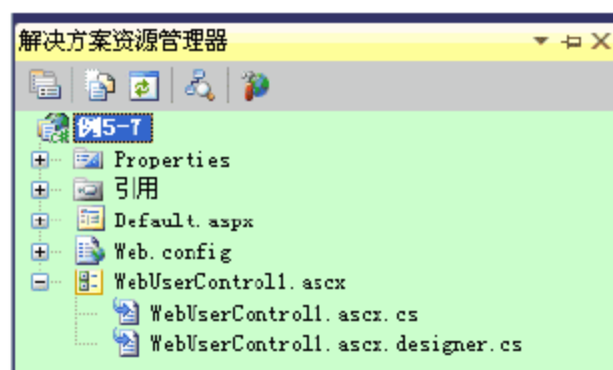 解决方案资源管理器
例5-7
Properties
引用
Default.aspx
Web.config
WebUserControl1.ascx
WebUserControl1.ascx.cs
WebUserControl1.ascx.designer.cs